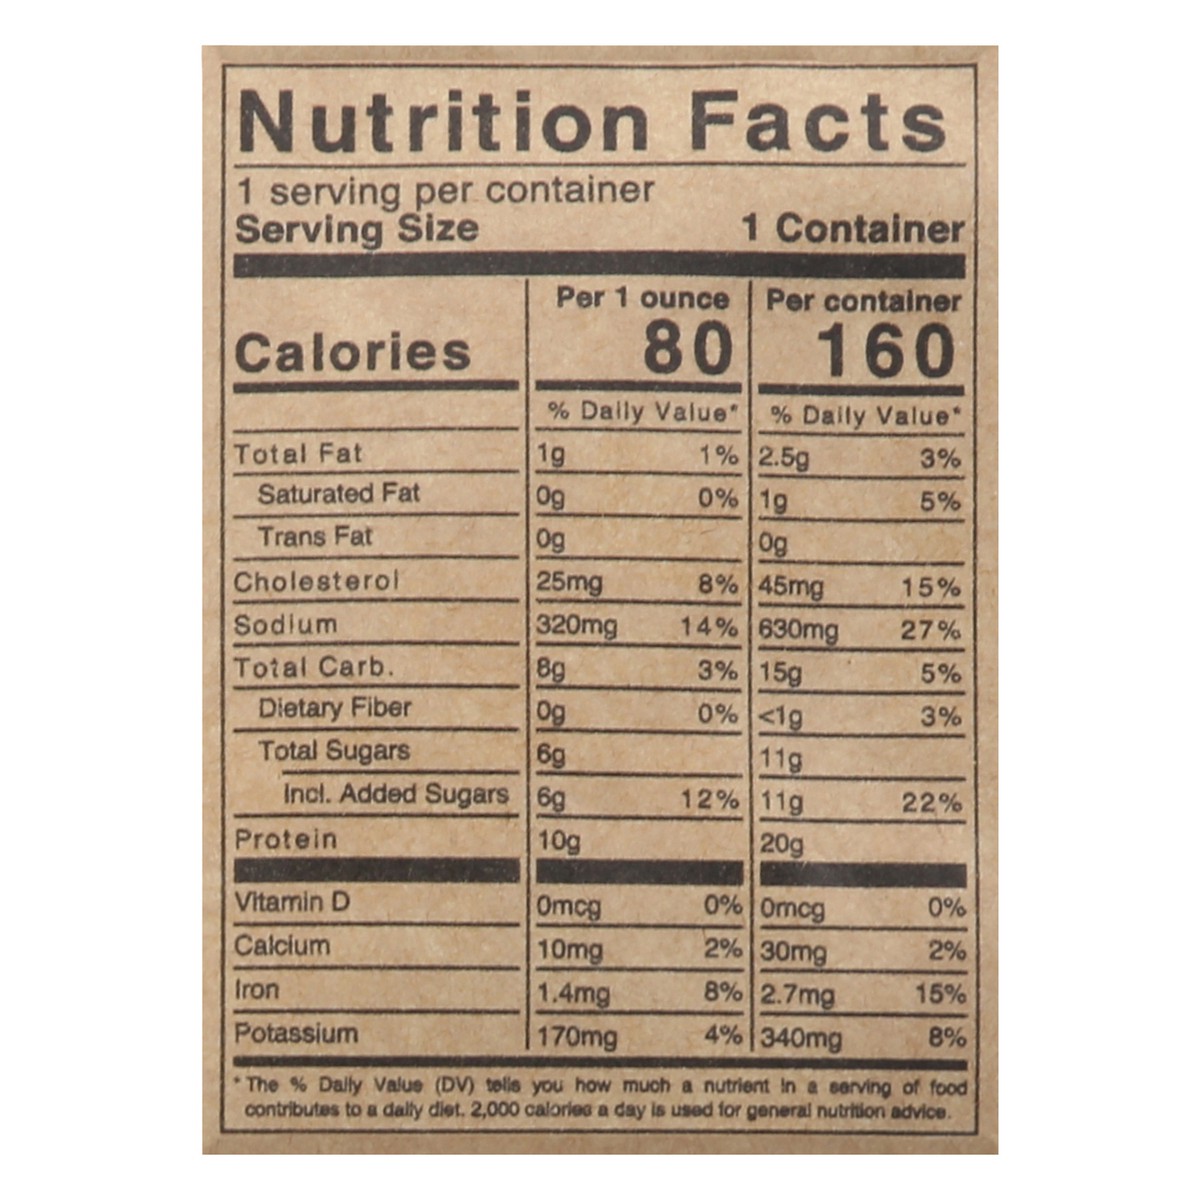 Nutrition Facts
1 serving per container
Serving Size 1 Container
Per 1 ounce Per container
Calories 80 160
% Daily Value* % Daily Value*
Total Fat 1g 1% 2.5g 3%
Saturated Fat 0g 0% 1g 5%
Trans Fat 0g 0g
Cholesterol 25mg 8% 45mg 15%
Sodium 320mg 14% 630mg 27%
Total Carb. 8g 3% 15g 5%
Dietary Fiber 0g 0% <1g 3%
Total Sugars 6g 11g
Incl. Added Sugars 6g 12% 11g 22%
Protein 10g 20g
Vitamin D 0mcg 0% 0mcg 0%
Calcium 10mg 2% 30mg 2%
Iron 1.4mg 8% 2.7mg 15%
Potassium 170mg 4% 340mg 8%
* The % Daily Value (DV) tells you how much a nutrient in a serving of food
contributes to a daily diet. 2,000 calories a day is used for general nutrition advice.